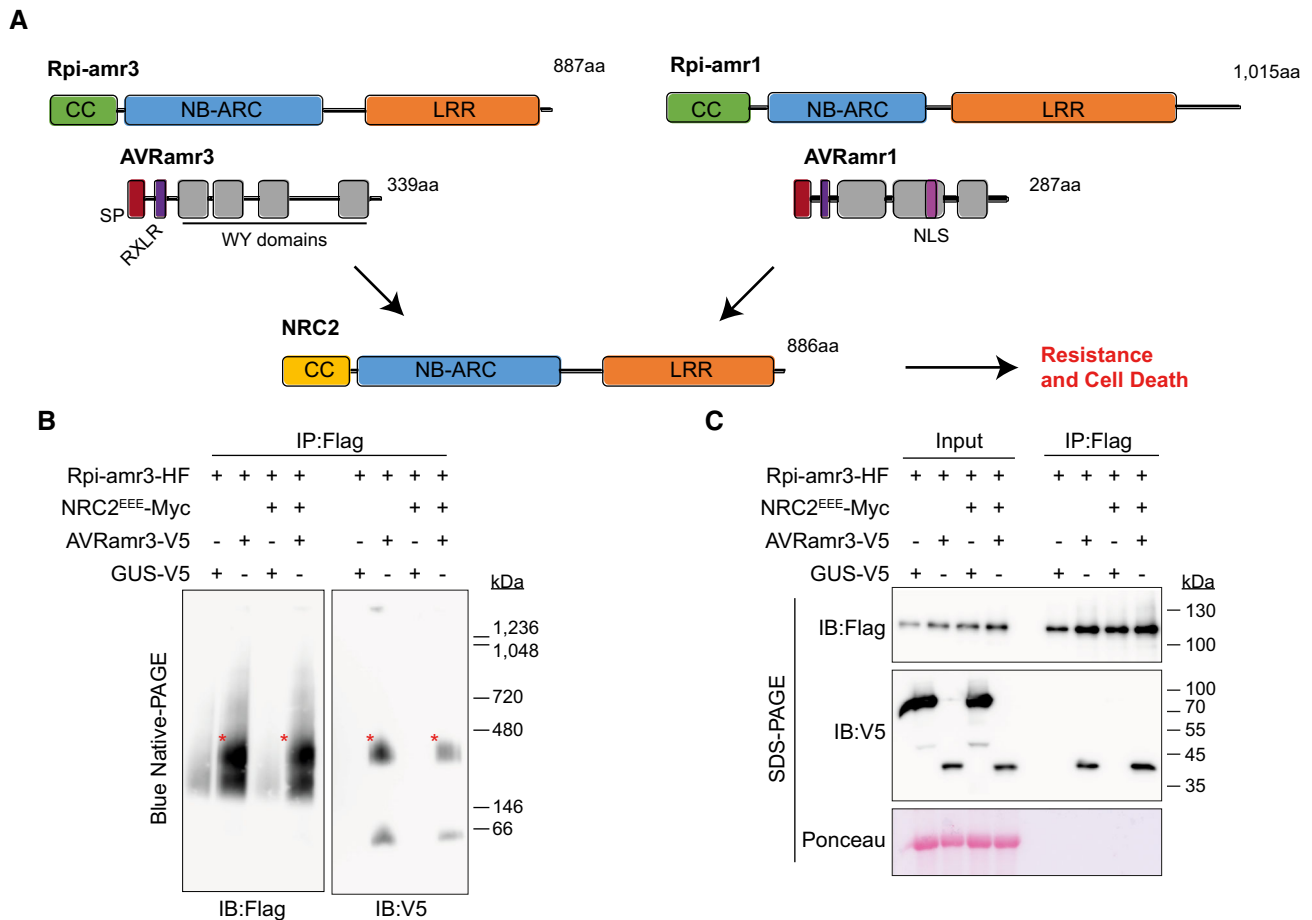 A
Rpi-amr3
887aa
CC
NB-ARC
LRR
Rpi-amr1
1,015aa
CC
NB-ARC
LRR
AVRamr3
339aa
SP
RXLR
WY domains
AVRamr1
287aa
NLS
NRC2
886aa
CC
NB-ARC
LRR
Resistance
and Cell Death
B
IP:Flag
Rpi-amr3-HF + + + + + + + +
NRC2EEE-Myc + + + +
AVRamr3-V5 - + - + - + - +
GUS-V5 + - + - + - + -
kDa
1,236
1,048
720
480
146
66
Blue Native-PAGE
IB:Flag
IB:V5
C
Input
IP:Flag
Rpi-amr3-HF + + + + + + + +
NRC2EEE-Myc + + + +
AVRamr3-V5 - + - + - + - +
GUS-V5 + - + - + - + -
kDa
SDS-PAGE
IB:Flag
130
100
IB:V5
100
70
55
45
35
Ponceau